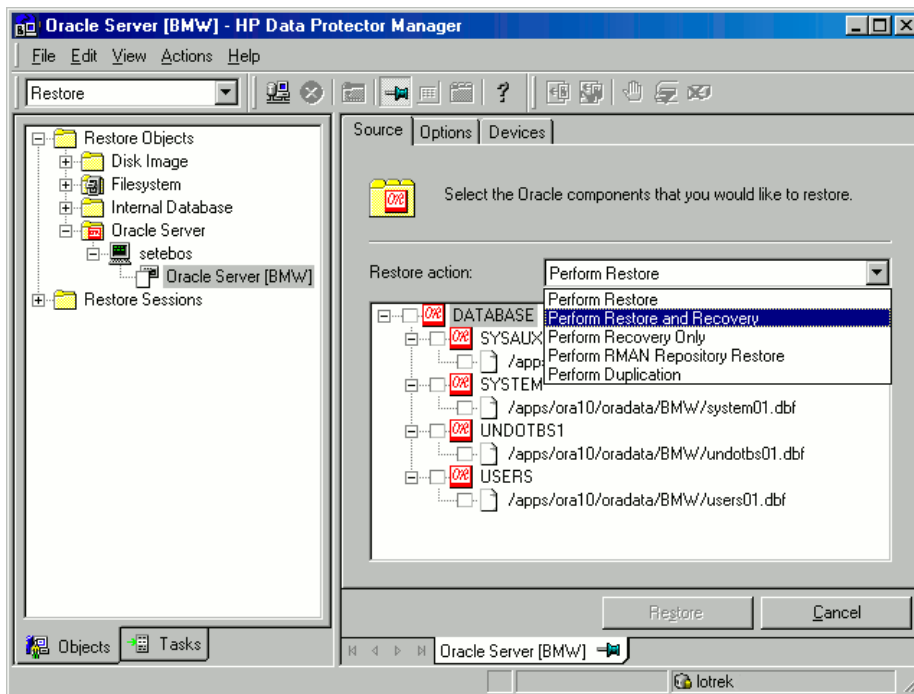 Oracle Server [BMW] - HP Data Protector Manager
File Edit View Actions Help
Restore
Source Options Devices
Restore Objects
Disk Image
Filesystem
Internal Database
Oracle Server
setebos
Oracle Server [BMW]
Restore Sessions
Select the Oracle components that you would like to restore.
Restore action: Perform Restore
Perform Restore
Perform Restore and Recovery
Perform Recovery Only
Perform RMAN Repository Restore
Perform Duplication
DATABASE
SYSAUX
SYSTEM
/apps/ora10/oradata/BMW/system01.dbf
UNDOTBS1
/apps/ora10/oradata/BMW/undotbs01.dbf
USERS
/apps/ora10/oradata/BMW/users01.dbf
Restore Cancel
Objects Tasks
Oracle Server [BMW]
lotrek